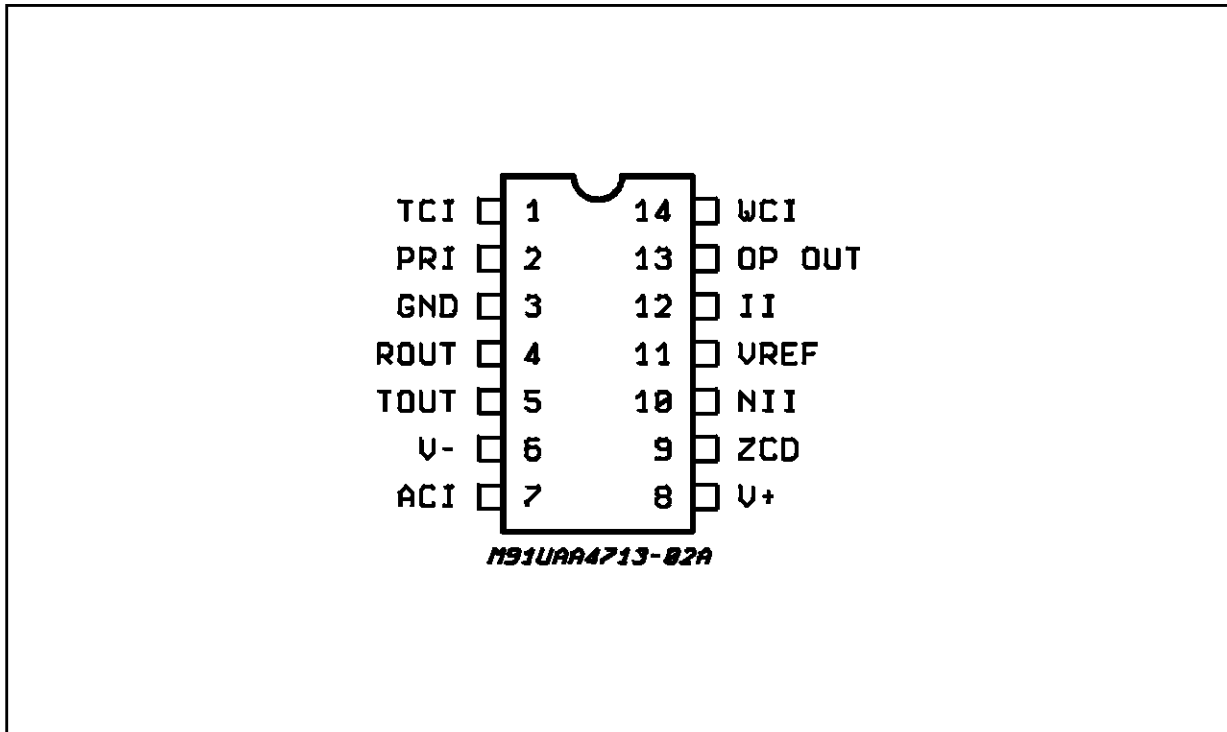 TCI 1 14 WCI
PRI 2 13 OP OUT
GND 3 12 II
ROUT 4 11 VREF
TOUT 5 10 NII
V- 6 9 ZCD
ACI 7 8 V+
M91UAA4713-02A